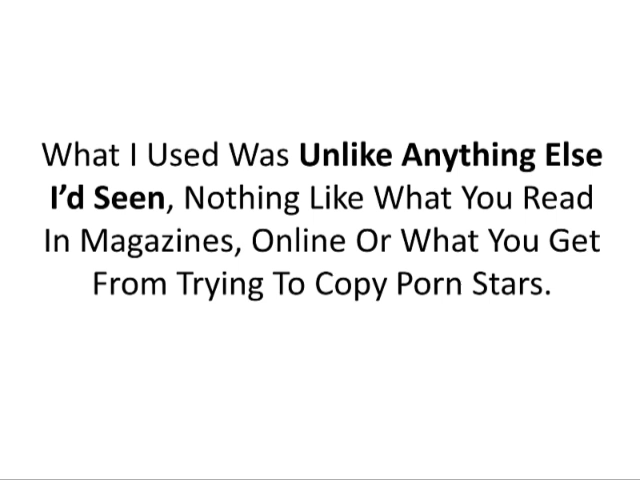 What I Used Was Unlike Anything Else
I’d Seen, Nothing Like What You Read
In Magazines, Online Or What You Get
From Trying To Copy Porn Stars.